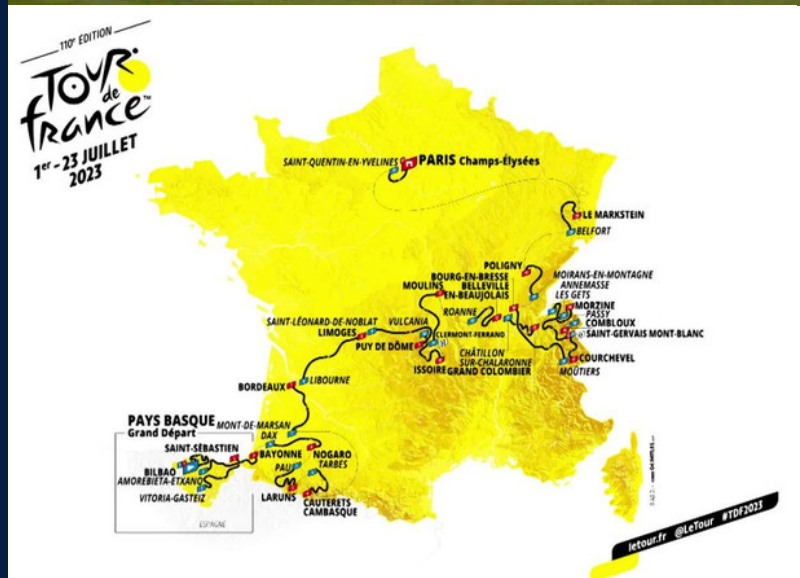 110e ÉDITION
TOUR
de
france™
1er - 23 JUILLET
2023
SAINT-QUENTIN-EN-YVELINES
PARIS Champs-Élysées
LE MARKSTEIN
BELFORT
POLIGNY
MOIRANS-EN-MONTAGNE
BOURG-EN-BRESSE
ANNEMASSE
MOULINS
BELLEVILLE
LES GETS
EN-BEAUJOLAIS
MORZINE
ROANNE
PASSY
SAINT-LÉONARD-DE-NOBLAT
VULCANIA
COMBLOUX
LIMOGES
CLERMONT-FERRAND
SAINT-GERVAIS MONT-BLANC
PUY DE DÔME
CHÂTILLON
SUR-CHALARONNE
COURCHEVEL
ISSOIRE
GRAND COLOMBIER
MOÛTIERS
LIBOURNE
BORDEAUX
PAYS BASQUE
Grand Départ
MONT-DE-MARSAN
DAX
SAINT-SÉBASTIEN
BAYONNE
NOGARO
BILBAO
PAU
TARBES
AMOREBIETA-ETXANO
VITORIA-GASTEIZ
LARUNS
CAUTERETS
CAMBASQUE
ESPAGNE
letour.fr @LeTour #TDF2023